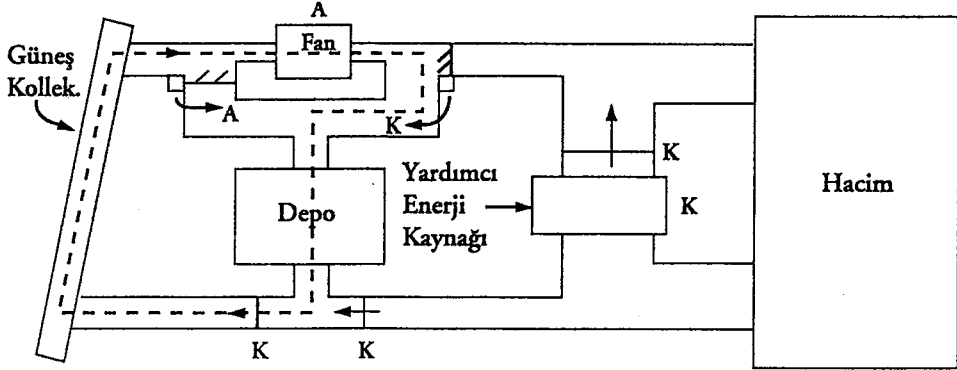 A
Fan
Güneş
Kollek.
A
K
Yardımcı
Enerji
Kaynağı
K
K
Depo
Hacim
K
K